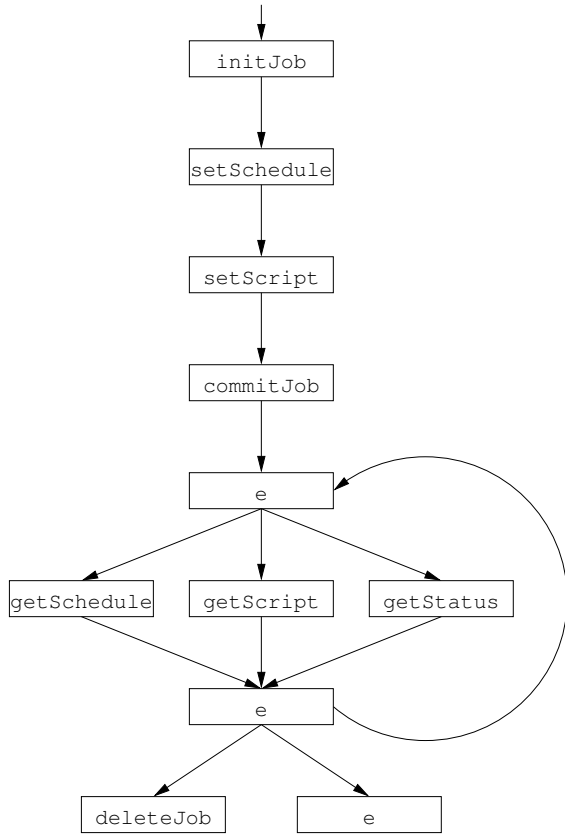 initJob
setSchedule
setScript
commitJob
e
getSchedule
getScript
getStatus
e
deleteJob
e